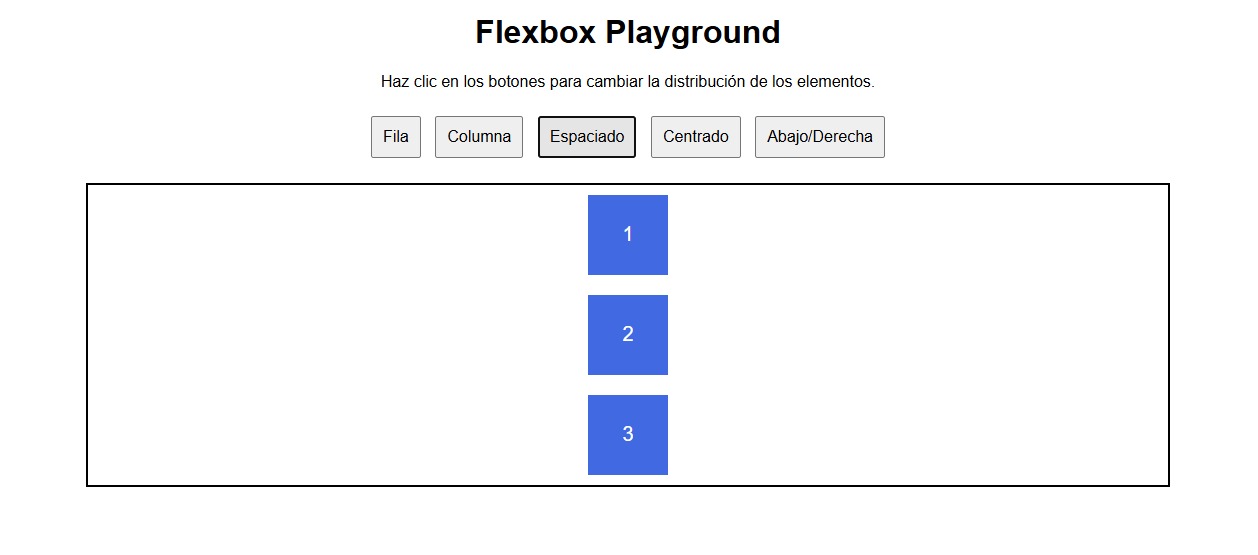 Flexbox Playground
Haz clic en los botones para cambiar la distribución de los elementos.
Fila Columna Espaciado Centrado Abajo/Derecha
1
2
3